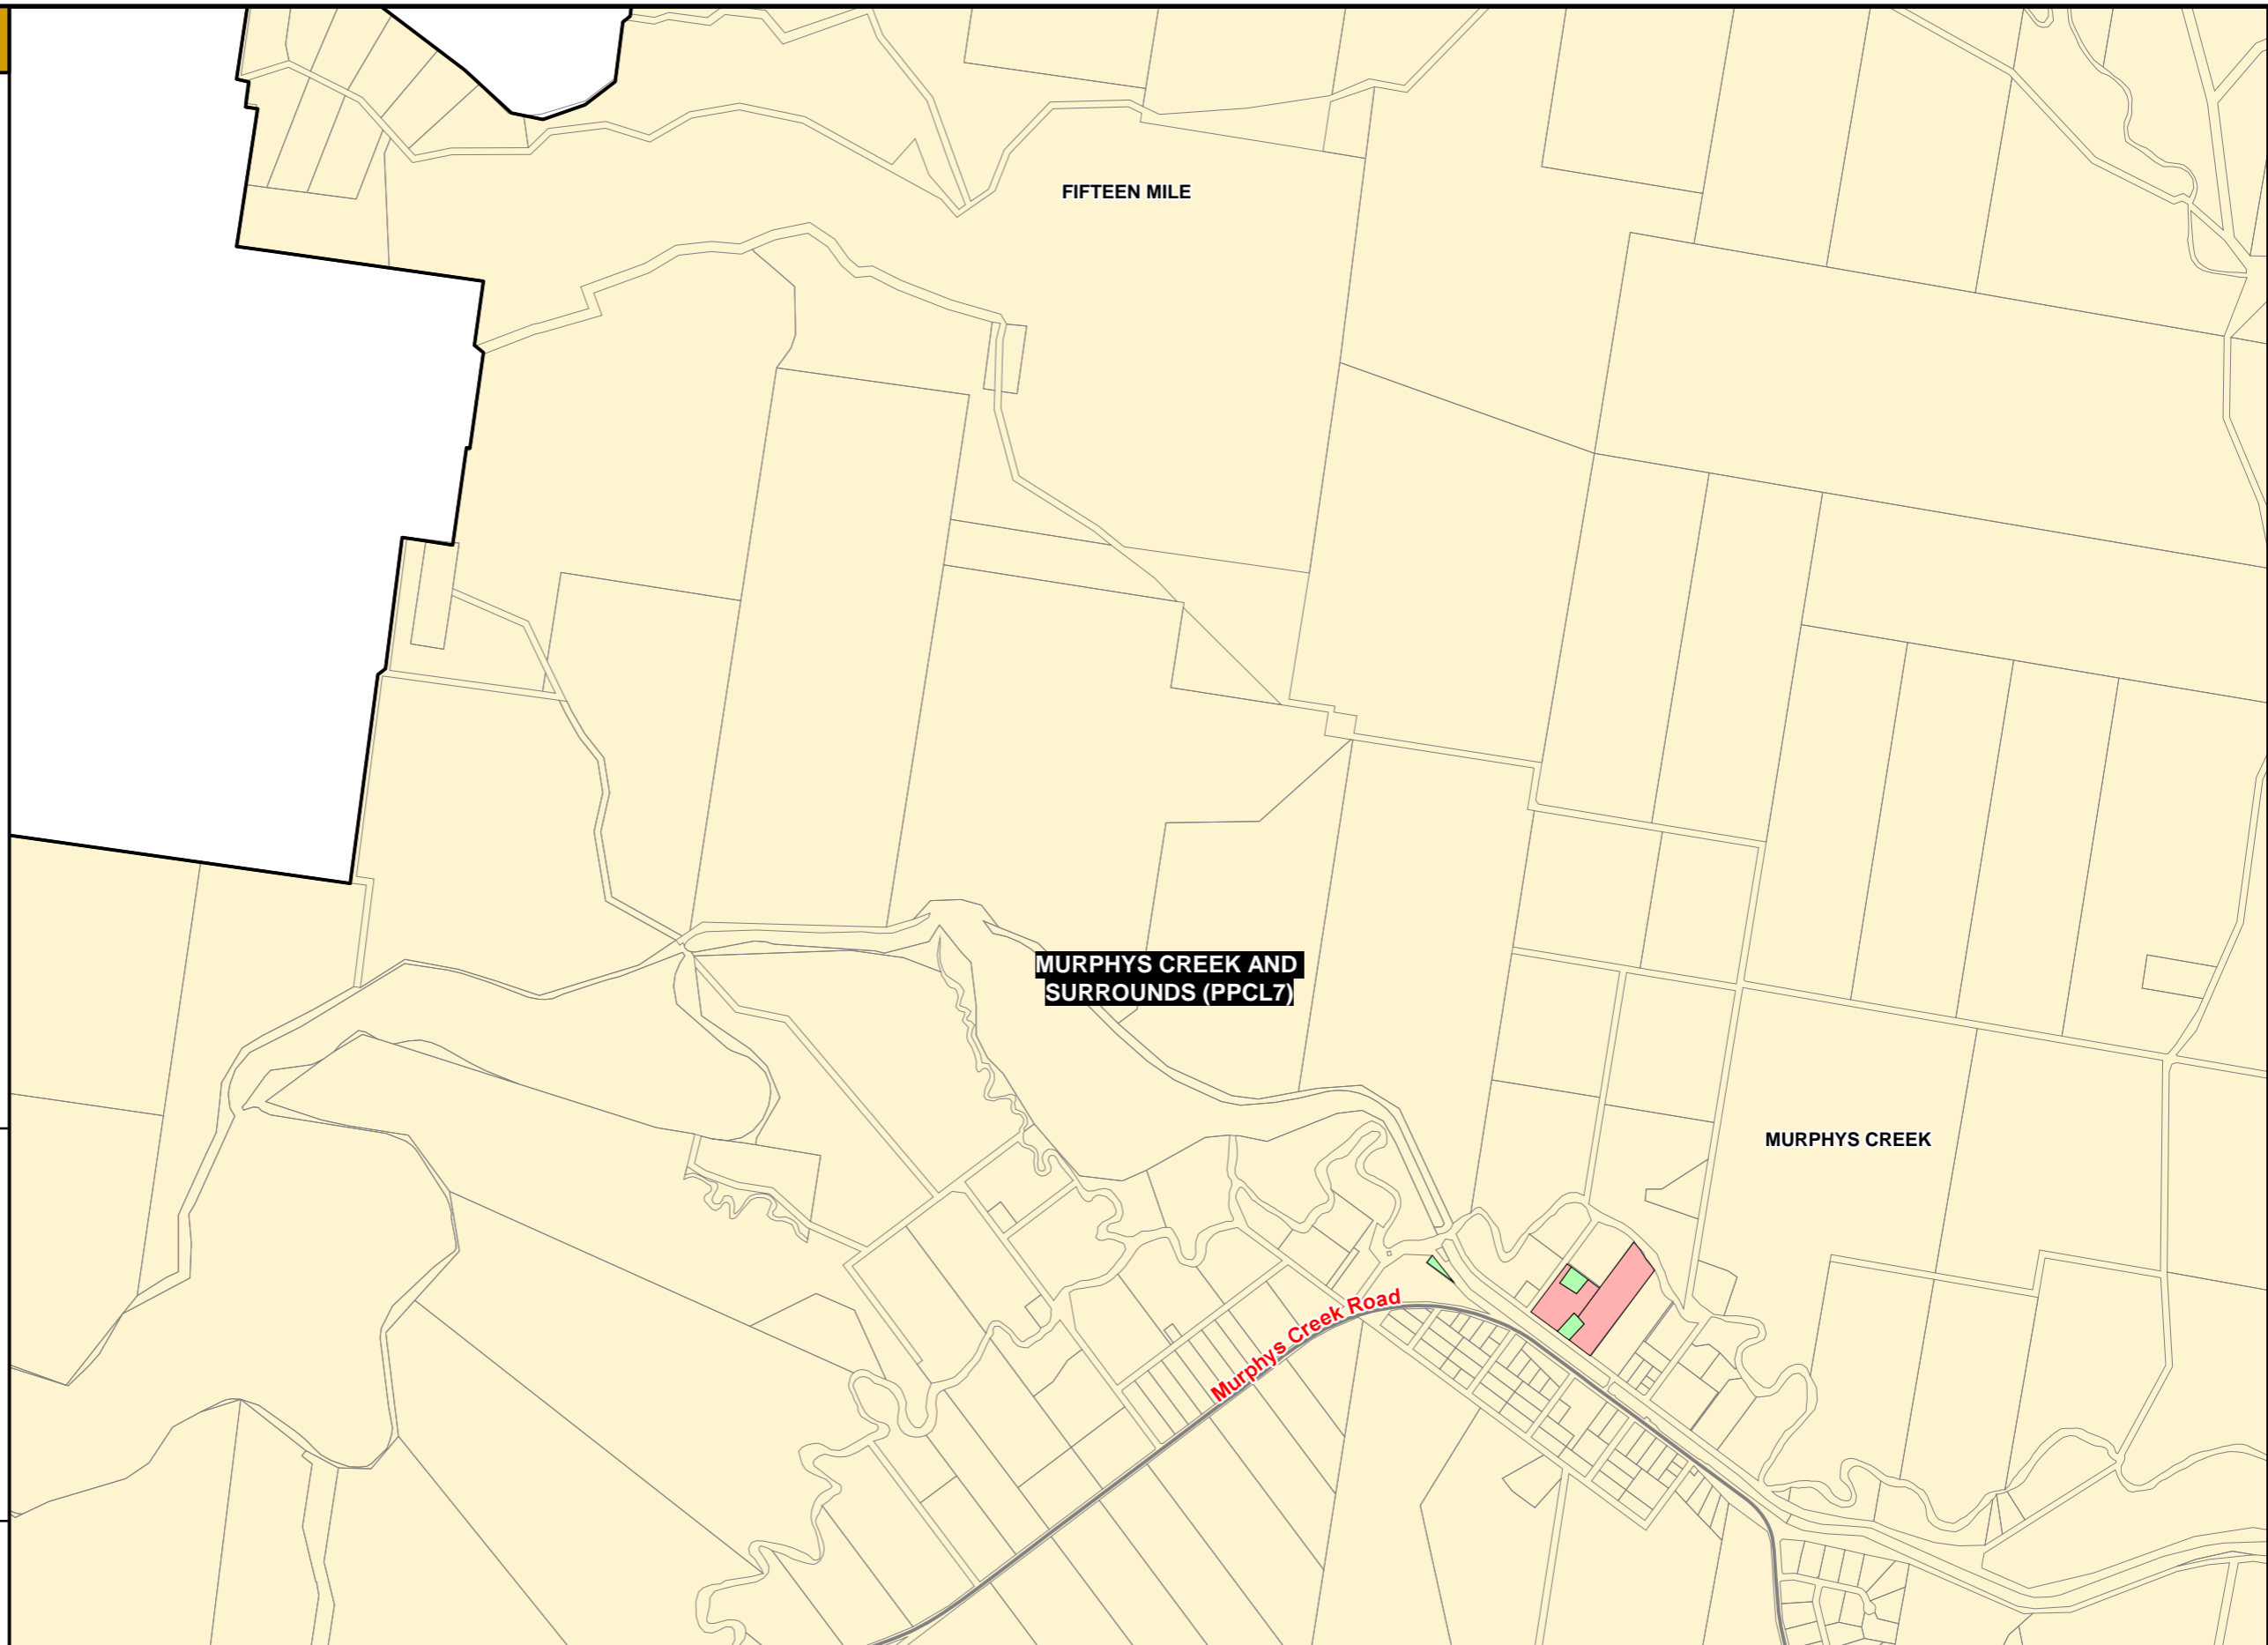 FIFTEEN MILE
MURPHYS CREEK AND
SURROUNDS (PPCL7)
MURPHYS CREEK
Murphys Creek Road